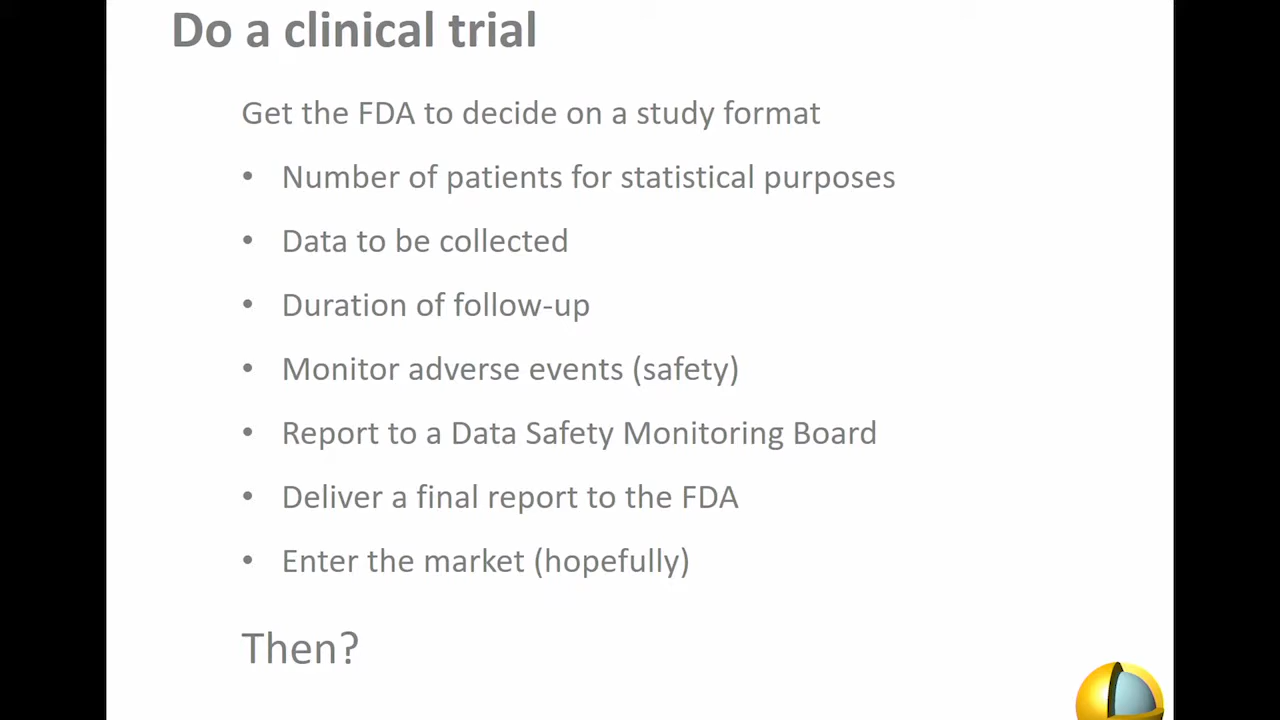 Do a clinical trial
Get the FDA to decide on a study format
• Number of patients for statistical purposes
• Data to be collected
• Duration of follow-up
• Monitor adverse events (safety)
• Report to a Data Safety Monitoring Board
• Deliver a final report to the FDA
• Enter the market (hopefully)
Then?